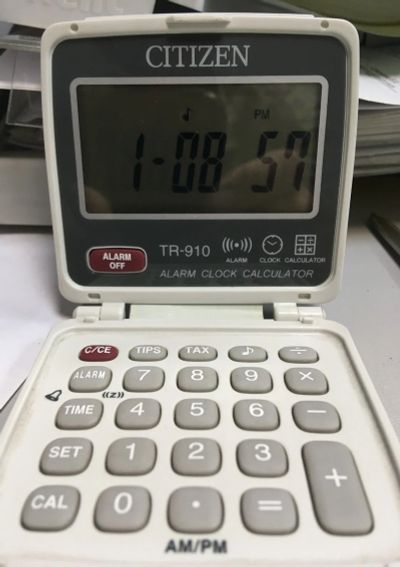 CITIZEN
♪ PM
1-08 57
ALARM OFF
TR-910 ALARM CLOCK CALCULATOR
ALARM CLOCK CALCULATOR
C/CE TIPS TAX ♪ ÷
ALARM 7 8 9 ×
((z))
TIME 4 5 6 −
SET 1 2 3 +
CAL 0 · =
AM/PM